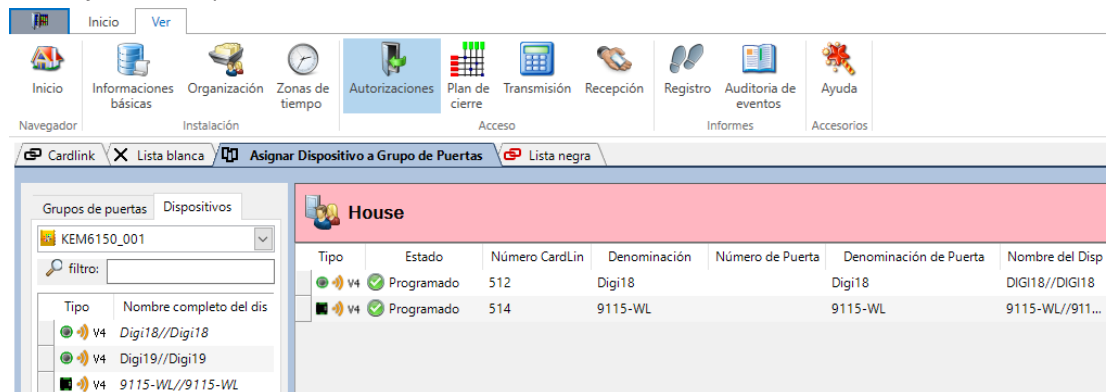 Inicio Ver
Inicio
Informaciones básicas
Organización
Zonas de tiempo
Autorizaciones
Plan de cierre
Transmisión
Recepción
Registro
Auditoria de eventos
Ayuda
Navegador Instalación Acceso Informes Accesorios
Cardlink Lista blanca Asignar Dispositivo a Grupo de Puertas Lista negra
Grupos de puertas Dispositivos
KEM6150_001
filtro:
Tipo Nombre completo del dis
V4 Digi18//Digi18
V4 Digi19//Digi19
V4 9115-WL//9115-WL
House
Tipo Estado Número CardLin Denominación Número de Puerta Denominación de Puerta Nombre del Disp
V4 Programado 512 Digi18 Digi18 DIGI18//DIGI18
V4 Programado 514 9115-WL 9115-WL 9115-WL//911...